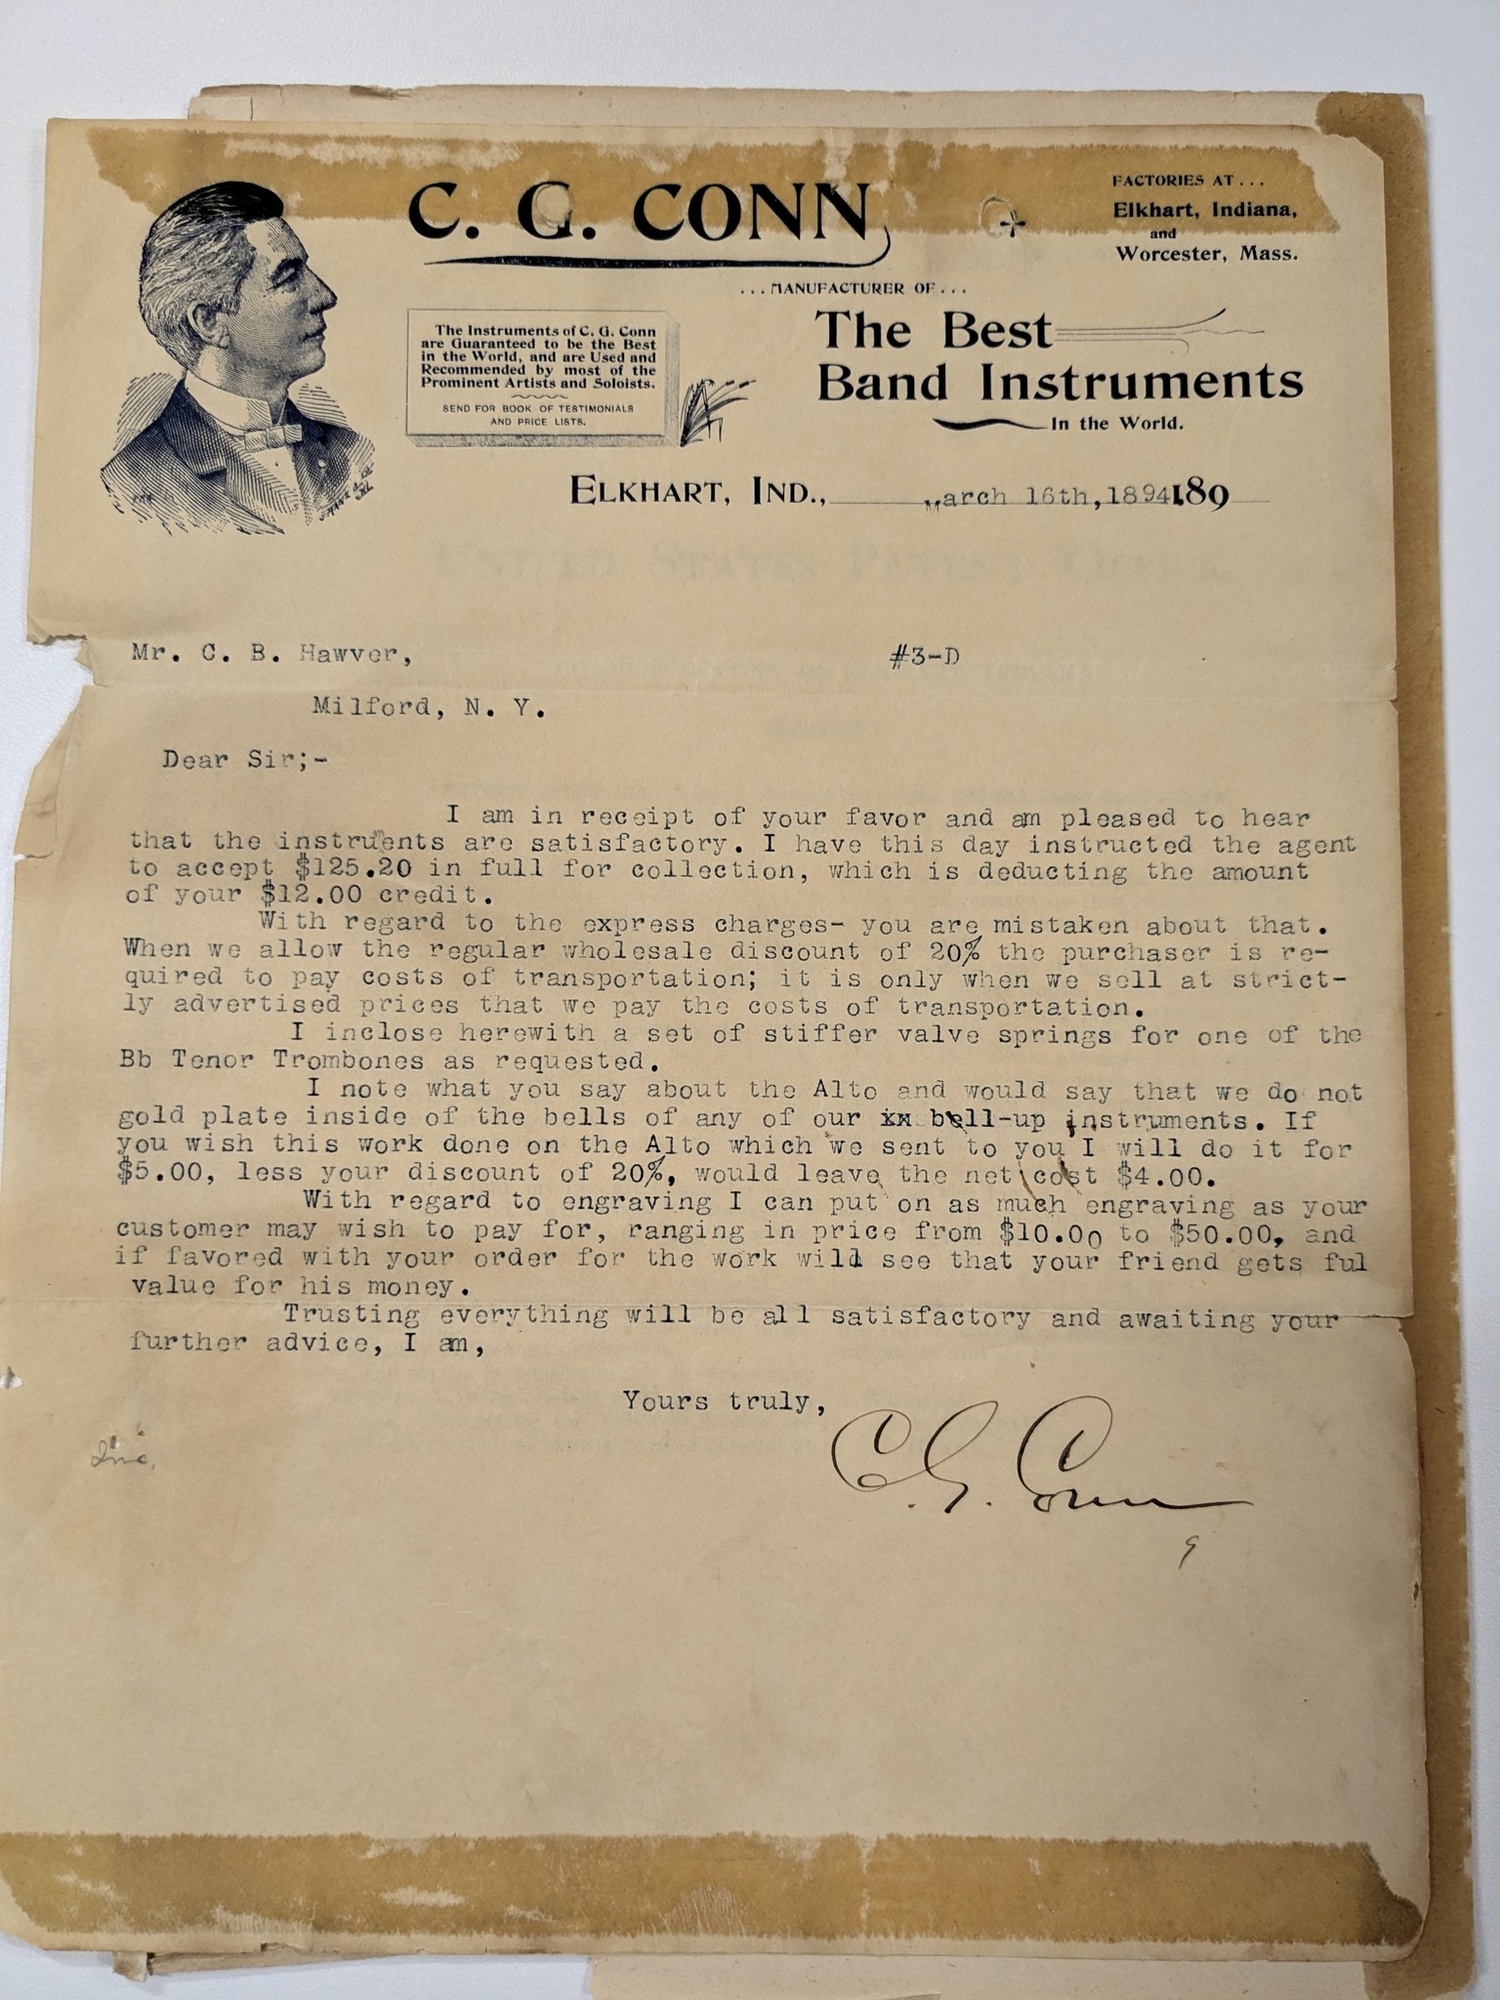 C. G. CONN
FACTORIES AT...
Elkhart, Indiana,
and
Worcester, Mass.
...MANUFACTURER OF...
The Best
Band Instruments
In the World.
The Instruments of C. G. Conn
are Guaranteed to be the Best
in the World, and are Used and
Recommended by most of the
Prominent Artists and Soloists.
SEND FOR BOOK OF TESTIMONIALS
AND PRICE LISTS.
ELKHART, IND., March 16th, 1894 189
Mr. C. B. Hawver, #3-D
Milford, N. Y.
Dear Sir;-
I am in receipt of your favor and am pleased to hear
that the instruments are satisfactory. I have this day instructed the agent
to accept $125.20 in full for collection, which is deducting the amount
of your $12.00 credit.
With regard to the express charges- you are mistaken about that.
When we allow the regular wholesale discount of 20% the purchaser is re-
quired to pay costs of transportation; it is only when we sell at strict-
ly advertised prices that we pay the costs of transportation.
I inclose herewith a set of stiffer valve springs for one of the
Bb Tenor Trombones as requested.
I note what you say about the Alto and would say that we do not
gold plate inside of the bells of any of our bell-up instruments. If
you wish this work done on the Alto which we sent to you I will do it for
$5.00, less your discount of 20%, would leave the net cost $4.00.
With regard to engraving I can put on as much engraving as your
customer may wish to pay for, ranging in price from $10.00 to $50.00, and
if favored with your order for the work will see that your friend gets ful
value for his money.
Trusting everything will be all satisfactory and awaiting your
further advice, I am,
Yours truly,
C. G. Conn
Inc.